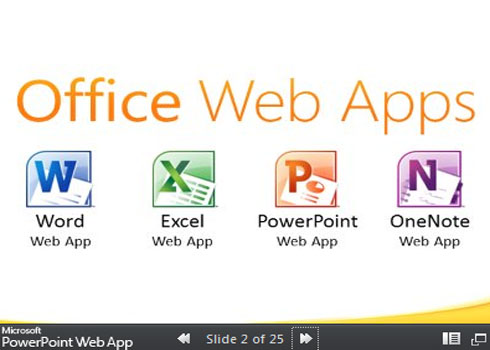 Office Web Apps
W X P N
Word Excel PowerPoint OneNote
Web App Web App Web App Web App
Microsoft
PowerPoint Web App Slide 2 of 25